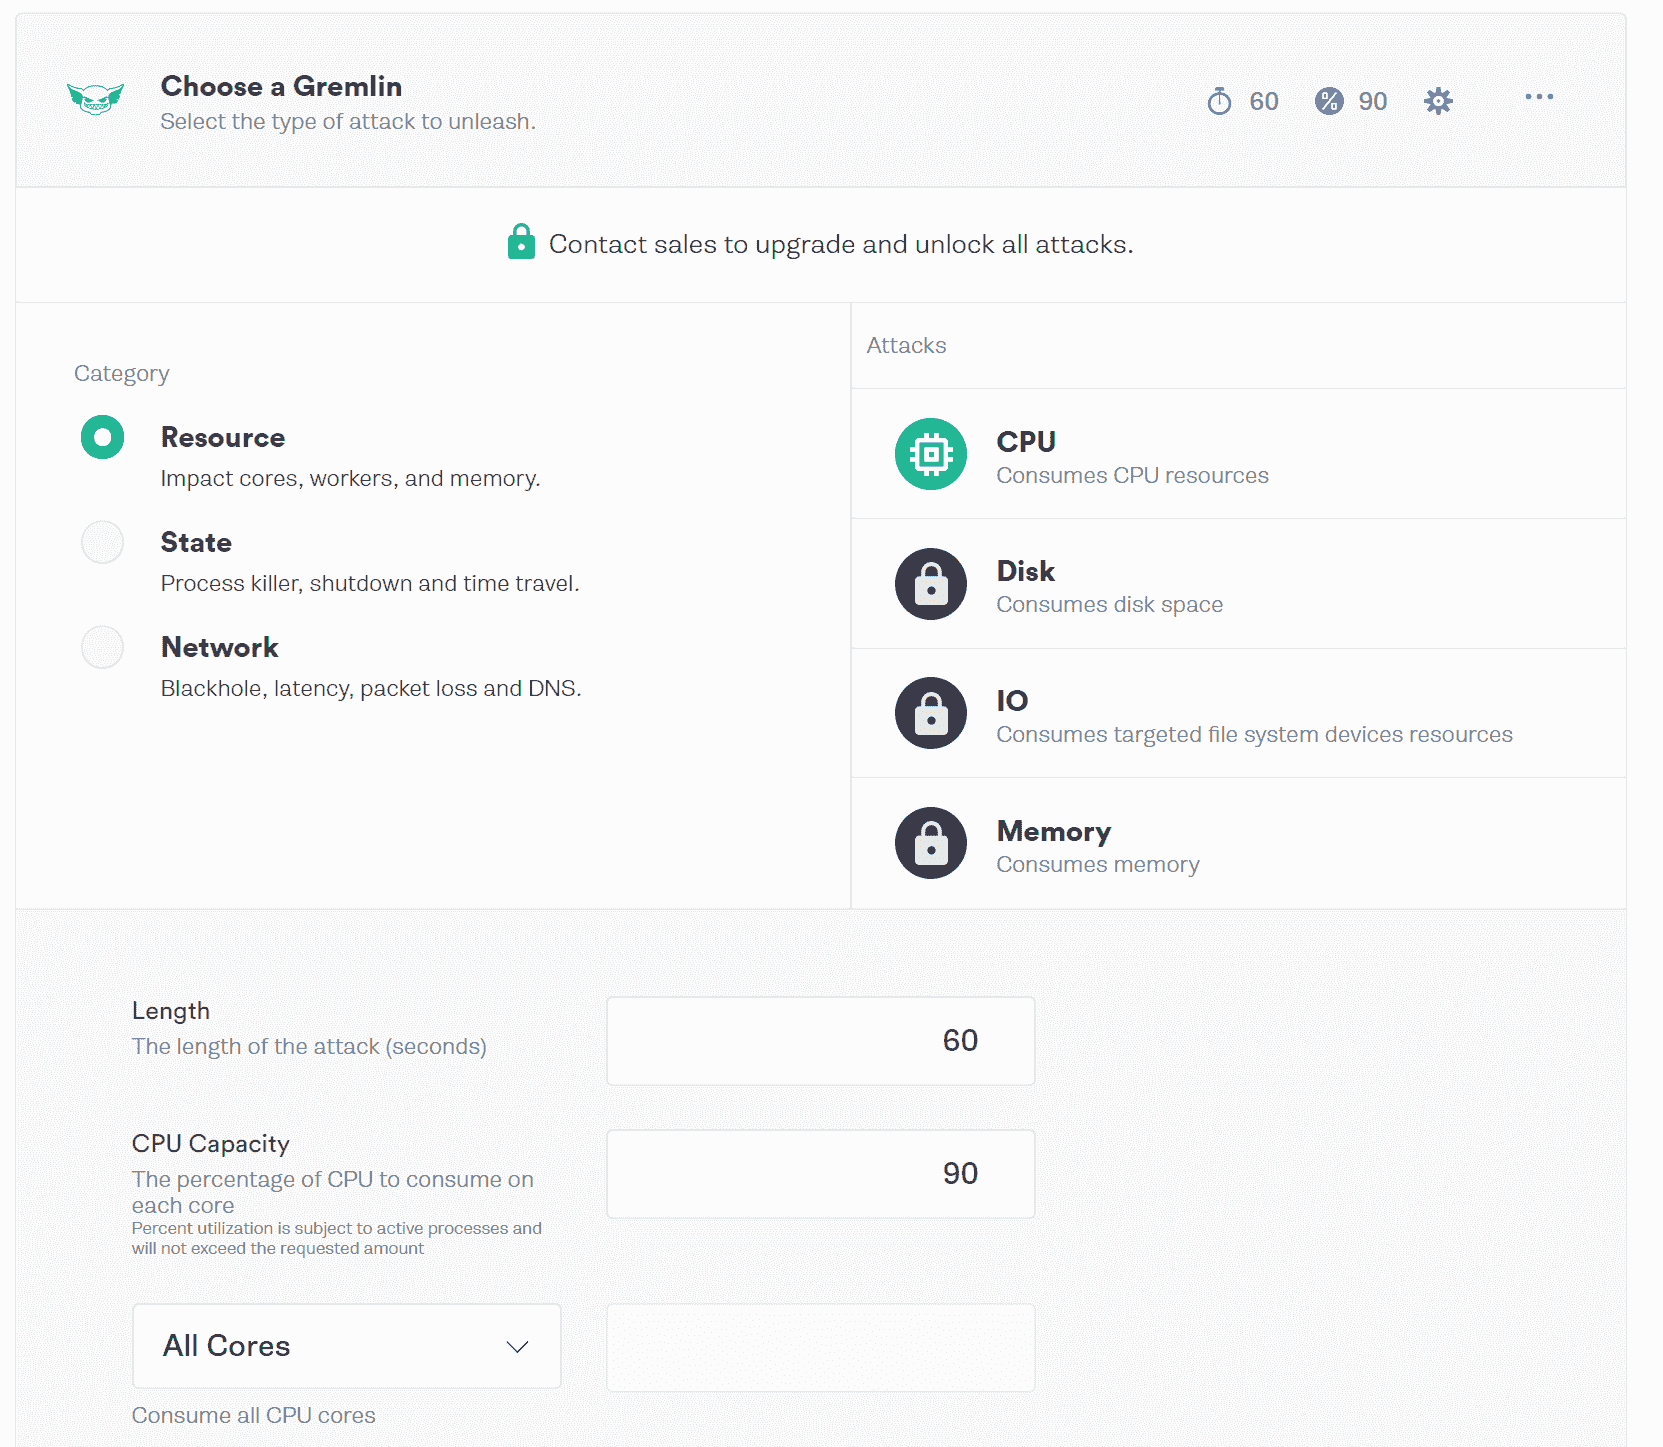 Choose a Gremlin
Select the type of attack to unleash.
60
90
Contact sales to upgrade and unlock all attacks.
Category
Resource
Impact cores, workers, and memory.
State
Process killer, shutdown and time travel.
Network
Blackhole, latency, packet loss and DNS.
Attacks
CPU
Consumes CPU resources
Disk
Consumes disk space
IO
Consumes targeted file system devices resources
Memory
Consumes memory
Length
The length of the attack (seconds)
60
CPU Capacity
The percentage of CPU to consume on
each core
Percent utilization is subject to active processes and
will not exceed the requested amount
90
All Cores
Consume all CPU cores